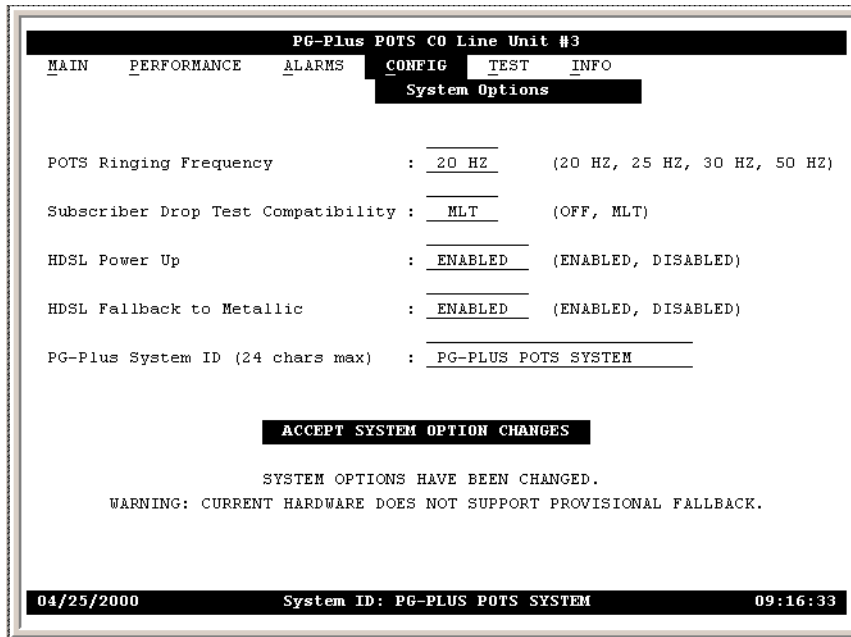 PG-Plus POTS CO Line Unit #3
MAIN PERFORMANCE ALARMS CONFIG TEST INFO
System Options
POTS Ringing Frequency : 20 HZ (20 HZ, 25 HZ, 30 HZ, 50 HZ)
Subscriber Drop Test Compatibility : MLT (OFF, MLT)
HDSL Power Up : ENABLED (ENABLED, DISABLED)
HDSL Fallback to Metallic : ENABLED (ENABLED, DISABLED)
PG-Plus System ID (24 chars max) : PG-PLUS POTS SYSTEM
ACCEPT SYSTEM OPTION CHANGES
SYSTEM OPTIONS HAVE BEEN CHANGED.
WARNING: CURRENT HARDWARE DOES NOT SUPPORT PROVISIONAL FALLBACK.
04/25/2000 System ID: PG-PLUS POTS SYSTEM 09:16:33